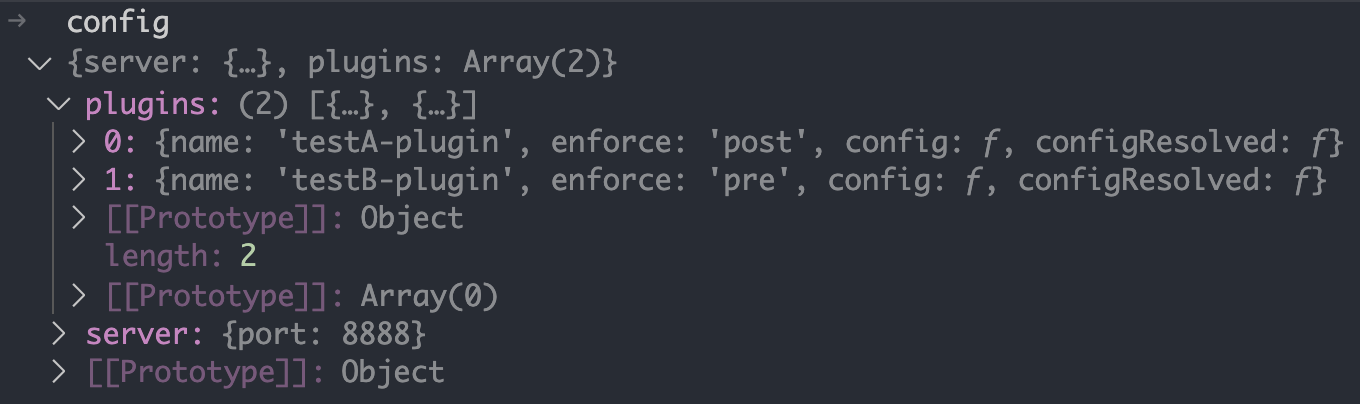 → config
{server: {…}, plugins: Array(2)}
plugins: (2) [{…}, {…}]
0: {name: 'testA-plugin', enforce: 'post', config: ƒ, configResolved: ƒ}
1: {name: 'testB-plugin', enforce: 'pre', config: ƒ, configResolved: ƒ}
[[Prototype]]: Object
length: 2
[[Prototype]]: Array(0)
server: {port: 8888}
[[Prototype]]: Object